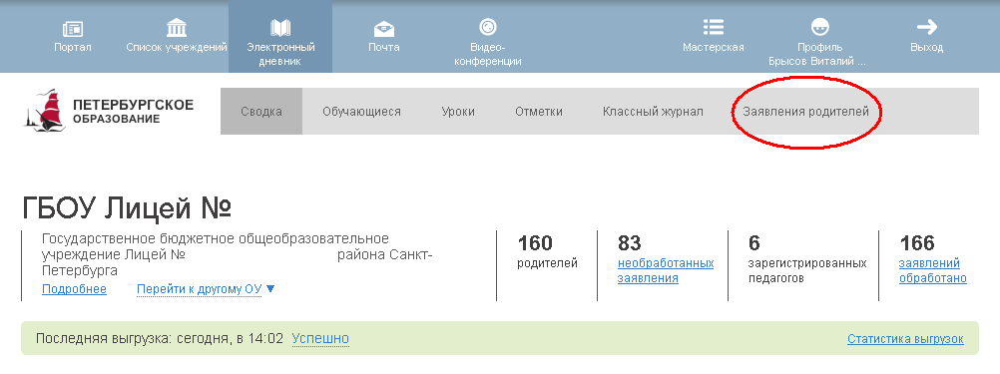 Портал
Список учреждений
Электронный
дневник
Почта
Видео-
конференции
Мастерская
Профиль
Брысов Виталий ...
Выход
ПЕТЕРБУРГСКОЕ
ОБРАЗОВАНИЕ
Сводка
Обучающиеся
Уроки
Отметки
Классный журнал
Заявления родителей
ГБОУ Лицей №
Государственное бюджетное общеобразовательное
учреждение Лицей № района Санкт-
Петербурга
Подробнее
Перейти к другому ОУ ▼
160
родителей
83
необработанных
заявления
6
зарегистрированных
педагогов
166
заявлений
обработано
Последняя выгрузка: сегодня, в 14:02 Успешно
Статистика выгрузок